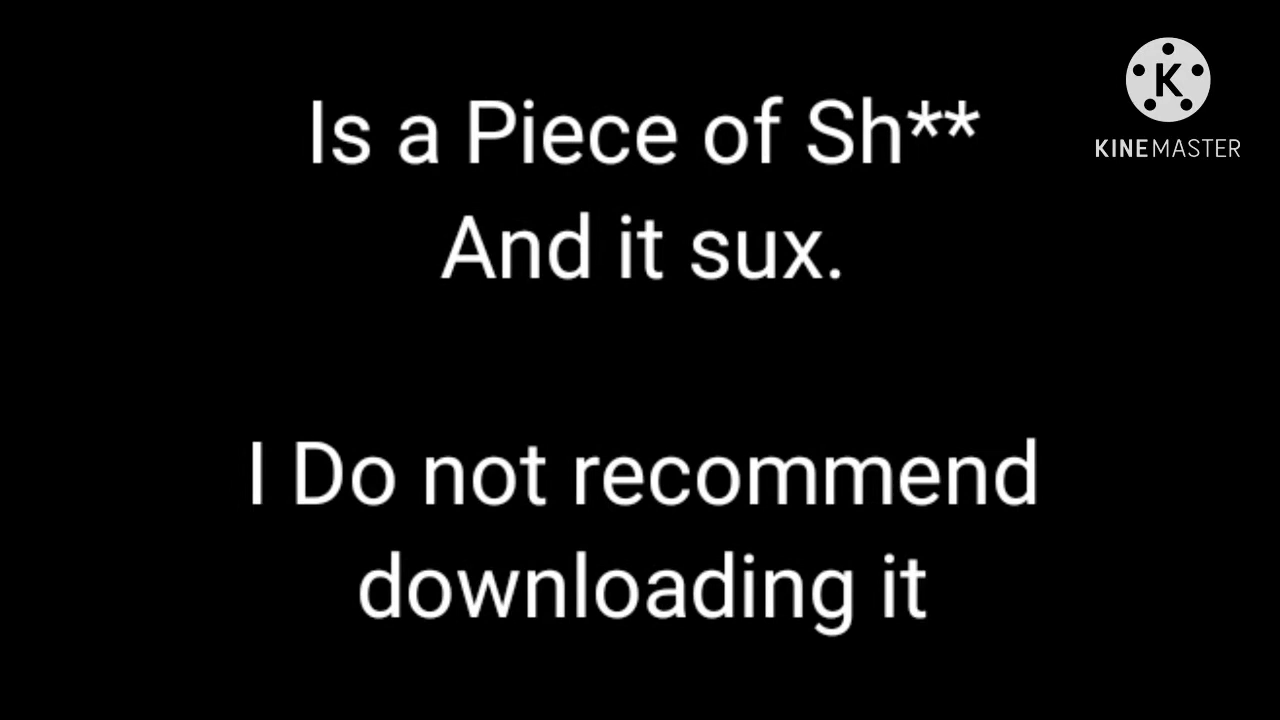 Is a Piece of Sh**
And it sux.
I Do not recommend
downloading it
K
KINEMASTER